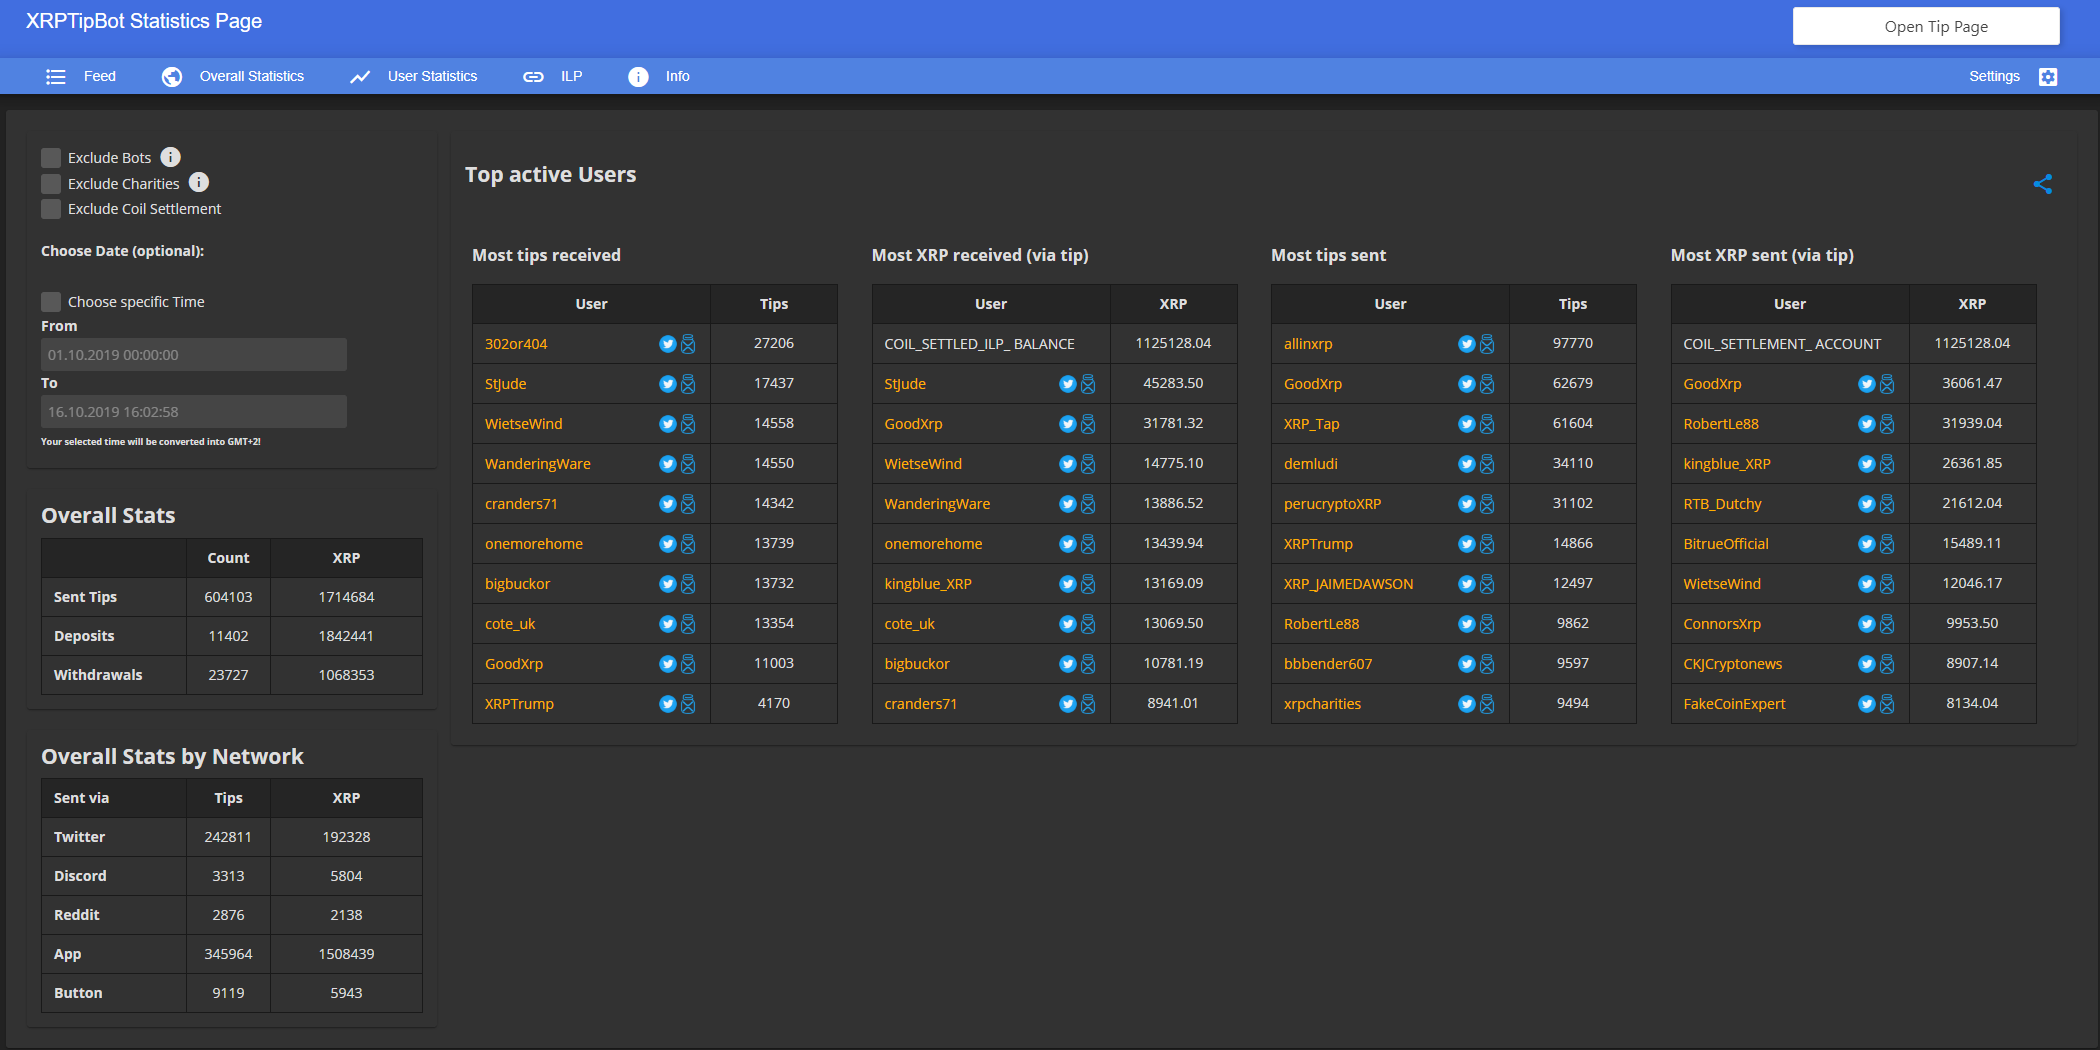 XRPTipBot Statistics Page
Open Tip Page
Feed Overall Statistics User Statistics ILP Info Settings
Exclude Bots
Exclude Charities
Exclude Coil Settlement
Choose Date (optional):
Choose specific Time
From
01.10.2019 00:00:00
To
16.10.2019 16:02:58
Your selected time will be converted into GMT+2!
Overall Stats
Count XRP
Sent Tips 604103 1714684
Deposits 11402 1842441
Withdrawals 23727 1068353
Overall Stats by Network
Sent via Tips XRP
Twitter 242811 192328
Discord 3313 5804
Reddit 2876 2138
App 345964 1508439
Button 9119 5943
Top active Users
Most tips received
User Tips
302or404 27206
StJude 17437
WietseWind 14558
WanderingWare 14550
cranders71 14342
onemorehome 13739
bigbuckor 13732
cote_uk 13354
GoodXrp 11003
XRPTrump 4170
Most XRP received (via tip)
User XRP
COIL_SETTLED_ILP_ BALANCE 1125128.04
StJude 45283.50
GoodXrp 31781.32
WietseWind 14775.10
WanderingWare 13886.52
onemorehome 13439.94
kingblue_XRP 13169.09
cote_uk 13069.50
bigbuckor 10781.19
cranders71 8941.01
Most tips sent
User Tips
allinxrp 97770
GoodXrp 62679
XRP_Tap 61604
demludi 34110
perucryptoXRP 31102
XRPTrump 14866
XRP_JAIMEDAWSON 12497
RobertLe88 9862
bbbender607 9597
xrpcharities 9494
Most XRP sent (via tip)
User XRP
COIL_SETTLEMENT_ ACCOUNT 1125128.04
GoodXrp 36061.47
RobertLe88 31939.04
kingblue_XRP 26361.85
RTB_Dutchy 21612.04
BitrueOfficial 15489.11
WietseWind 12046.17
ConnorsXrp 9953.50
CKJCryptonews 8907.14
FakeCoinExpert 8134.04